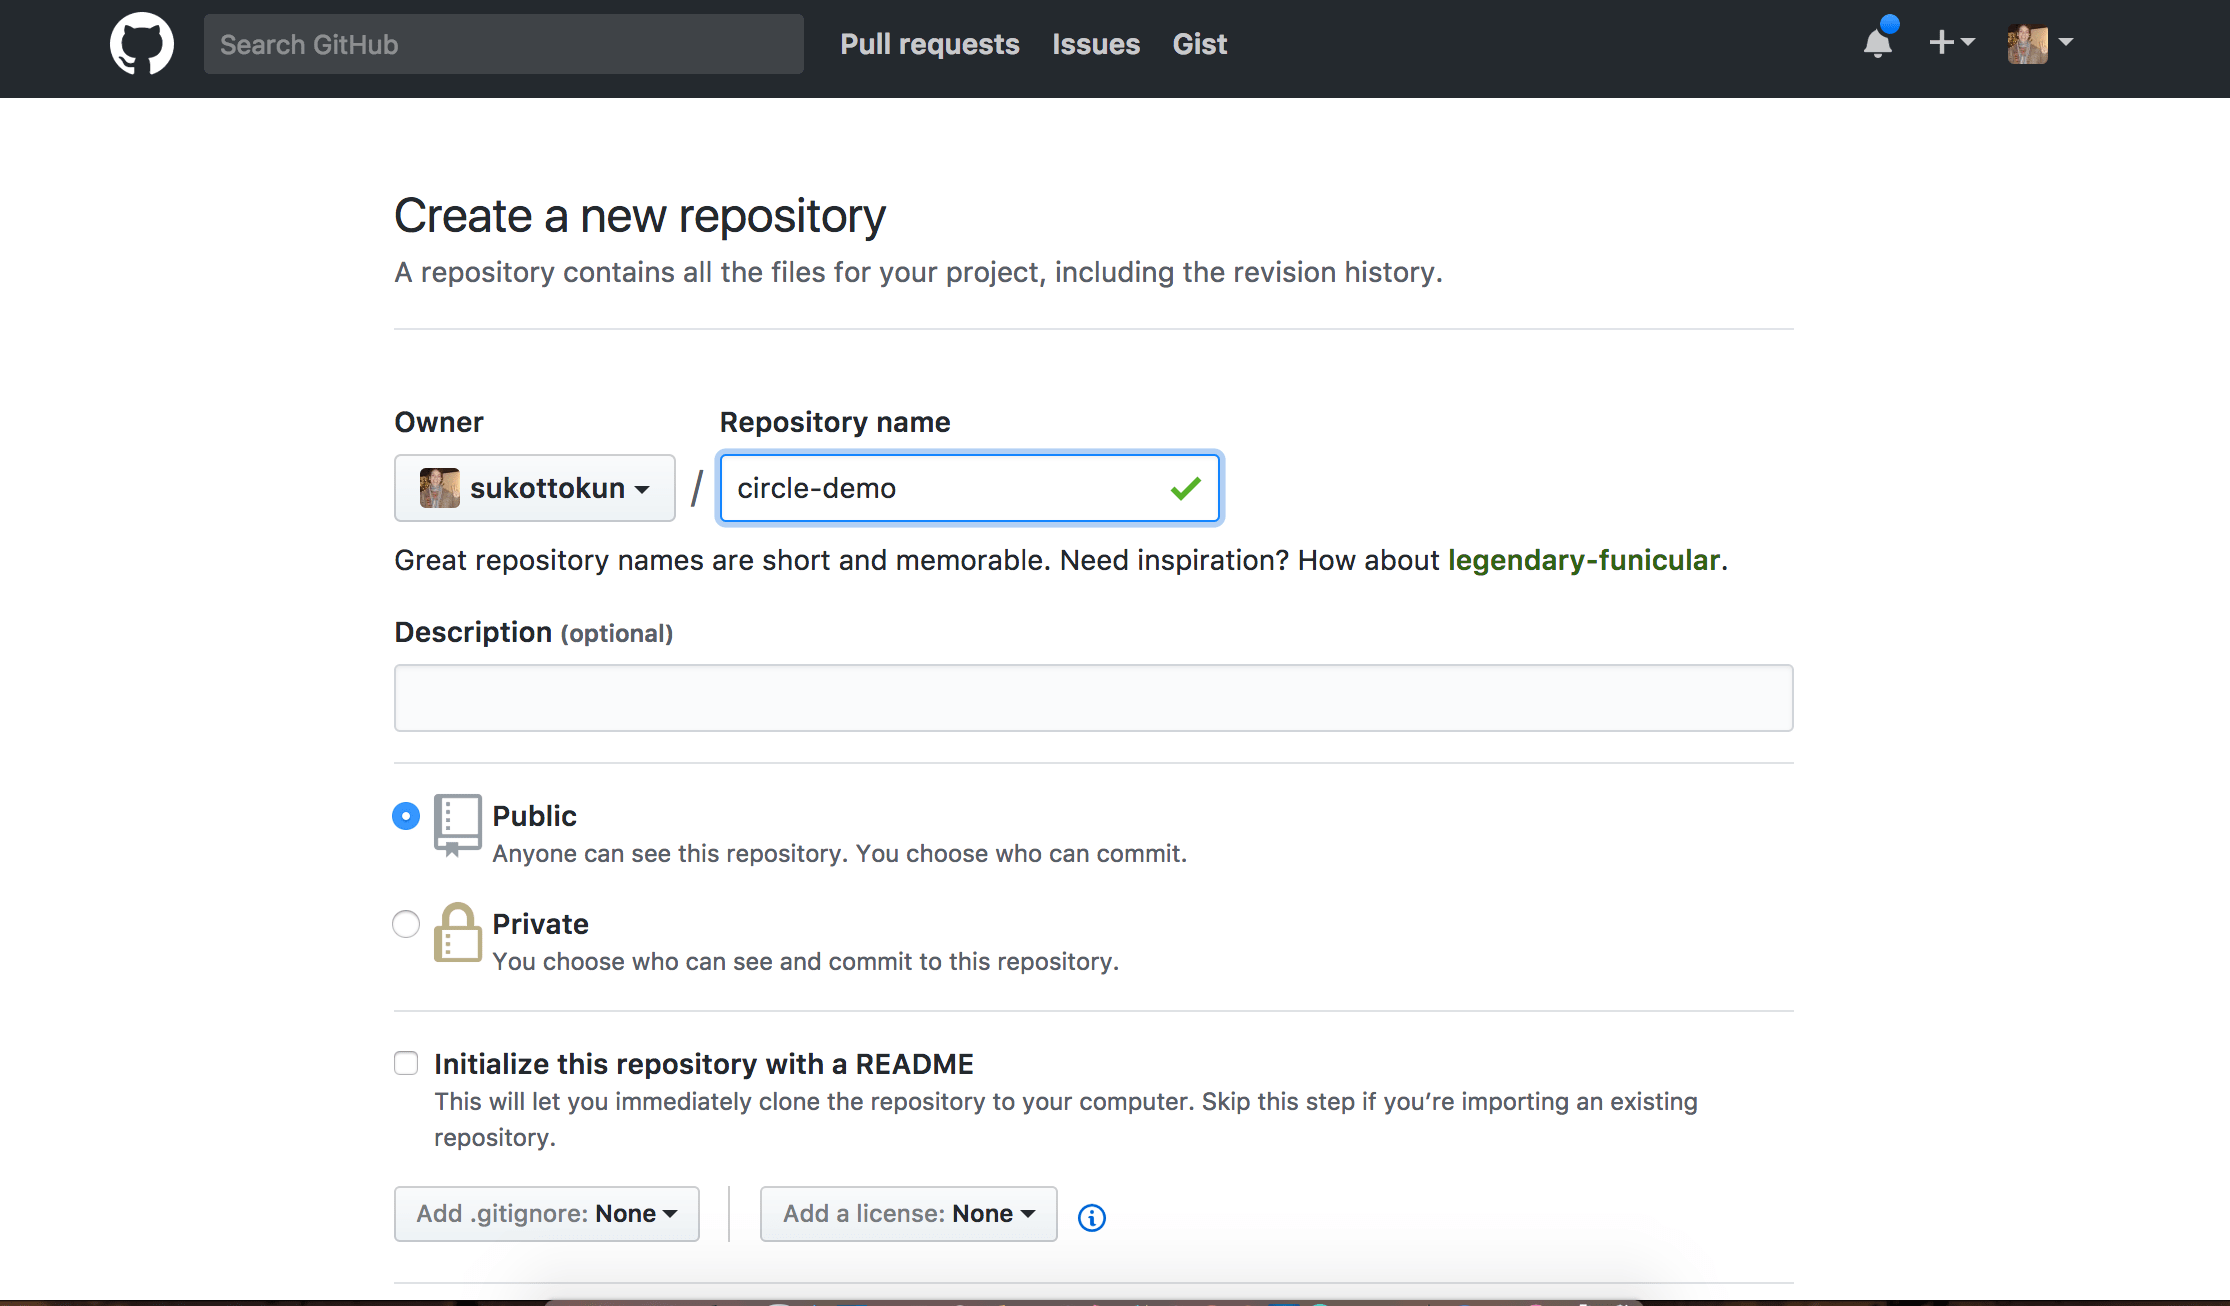 Search GitHub Pull requests Issues Gist
Create a new repository
A repository contains all the files for your project, including the revision history.
Owner Repository name
sukottokun / circle-demo
Great repository names are short and memorable. Need inspiration? How about legendary-funicular.
Description (optional)
Public
Anyone can see this repository. You choose who can commit.
Private
You choose who can see and commit to this repository.
Initialize this repository with a README
This will let you immediately clone the repository to your computer. Skip this step if you’re importing an existing
repository.
Add .gitignore: None Add a license: None